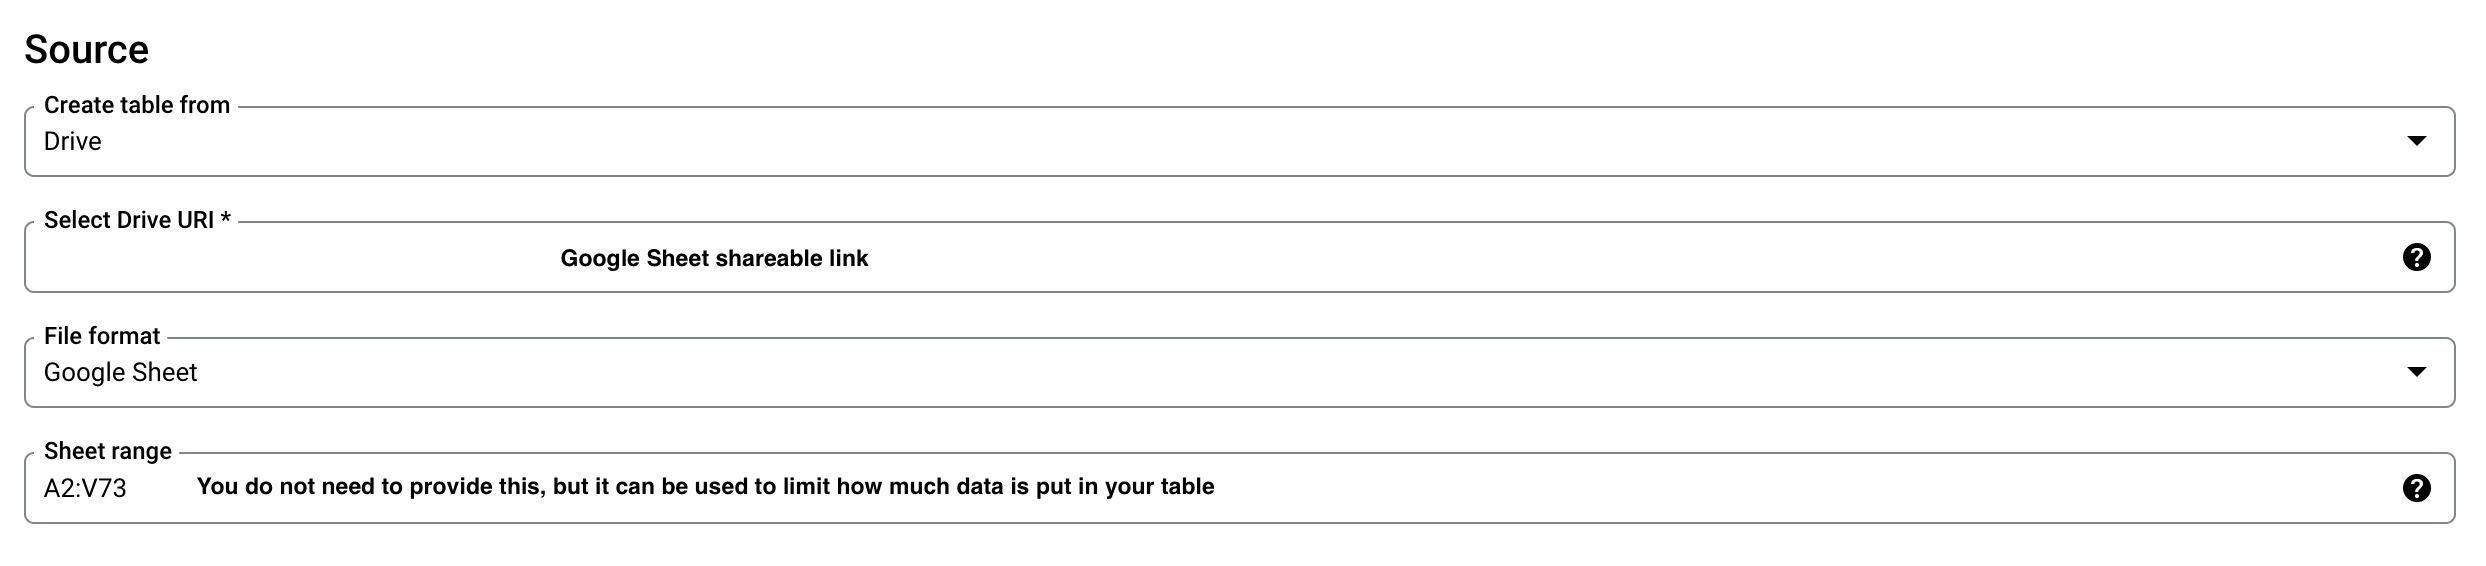 Source
Create table from
Drive
Select Drive URI *
Google Sheet shareable link
File format
Google Sheet
Sheet range
A2:V73 You do not need to provide this, but it can be used to limit how much data is put in your table